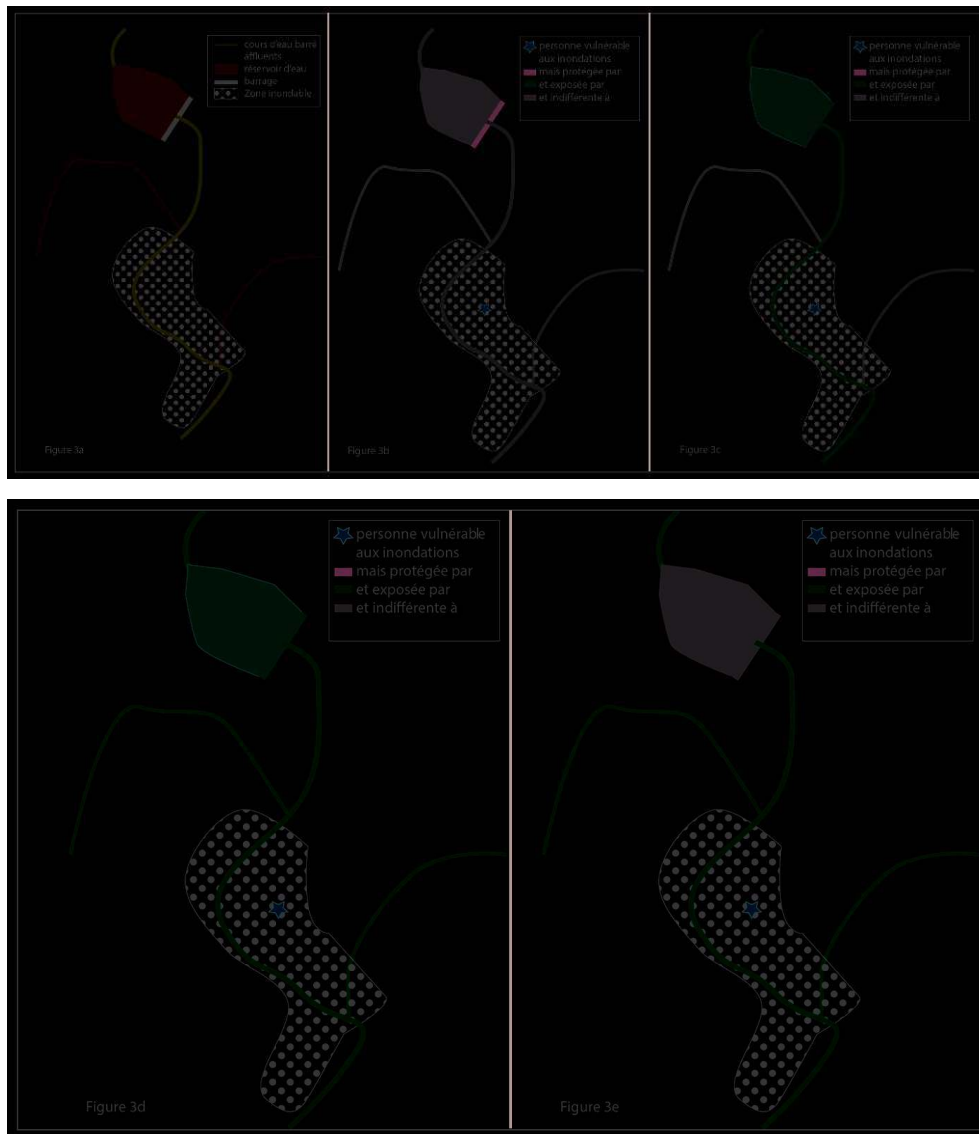 cours d'eau barré
affluents
réservoir d'eau
barrage
Zone inondable
Figure 3a
personne vulnérable
aux inondations
mais protégée par
et exposée par
et indifférente à
Figure 3b
personne vulnérable
aux inondations
mais protégée par
et exposée par
et indifférente à
Figure 3c
personne vulnérable
aux inondations
mais protégée par
et exposée par
et indifférente à
Figure 3d
personne vulnérable
aux inondations
mais protégée par
et exposée par
et indifférente à
Figure 3e